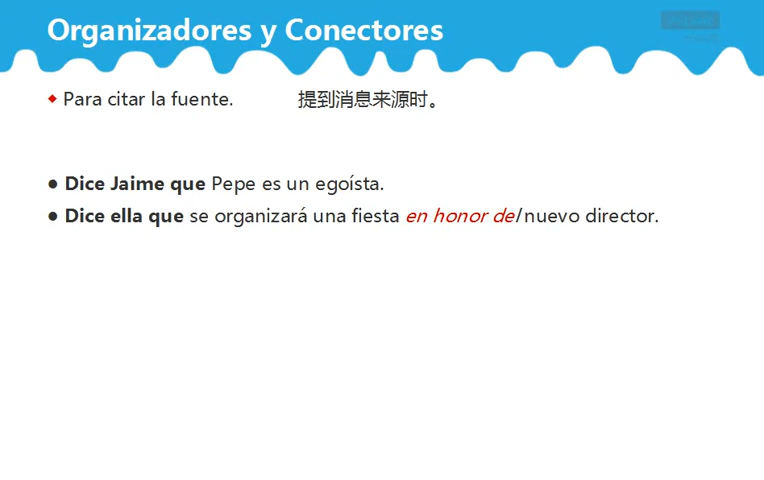 Organizadores y Conectores
◆ Para citar la fuente. 提到消息来源时。
● Dice Jaime que Pepe es un egoísta.
● Dice ella que se organizará una fiesta en honor del nuevo director.